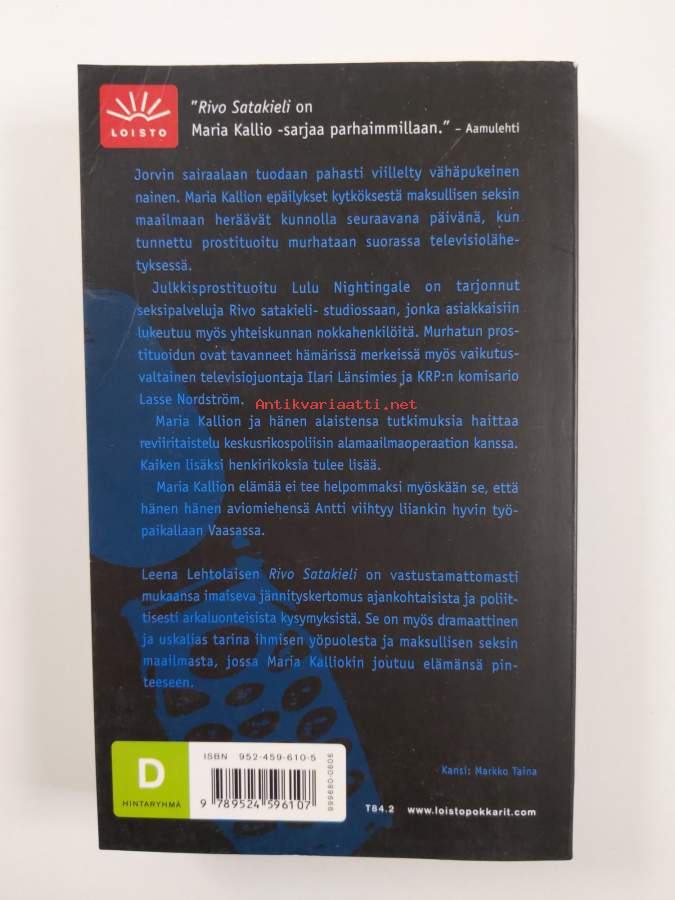 LOISTO
"Rivo Satakieli on
Maria Kallio -sarjaa parhaimmillaan." – Aamulehti
Jorvin sairaalaan tuodaan pahasti viillelty vähäpukeinen
nainen. Maria Kallion epäilykset kytköksestä maksullisen seksin
maailmaan heräävät kunnolla seuraavana päivänä, kun
tunnettu prostituoitu murhataan suorassa televisiolähe-
tyksessä.
Julkkisprostituoitu Lulu Nightingale on tarjonnut
seksipalveluja Rivo satakieli- studiossaan, jonka asiakkaisiin
lukeutuu myös yhteiskunnan nokkahenkilöitä. Murhatun pros-
tituoidun ovat tavanneet hämärissä merkeissä myös vaikutus-
valtainen televisiojuontaja Ilari Länsimies ja KRP:n komisario
Lasse Nordström.
Antikvariaatti.net
Maria Kallion ja hänen alaistensa tutkimuksia haittaa
reviiritaistelu keskusrikospoliisin alamaailmaoperaation kanssa.
Kaiken lisäksi henkirikoksia tulee lisää.
Maria Kallion elämää ei tee helpommaksi myöskään se, että
hänen hänen aviomiehensä Antti viihtyy liiankin hyvin työ-
paikallaan Vaasassa.
Leena Lehtolaisen Rivo Satakieli on vastustamattomasti
mukaansa imaiseva jännityskertomus ajankohtaisista ja poliit-
tisesti arkaluonteisista kysymyksistä. Se on myös dramaattinen
ja uskalias tarina ihmisen yöpuolesta ja maksullisen seksin
maailmasta, jossa Maria Kalliokin joutuu elämänsä pin-
teeseen.
D
HINTARYHMÄ
ISBN 952-459-610-5
9 789524 596107
999680-0606
Kansi: Markko Taina
T84.2 www.loistopokkarit.com